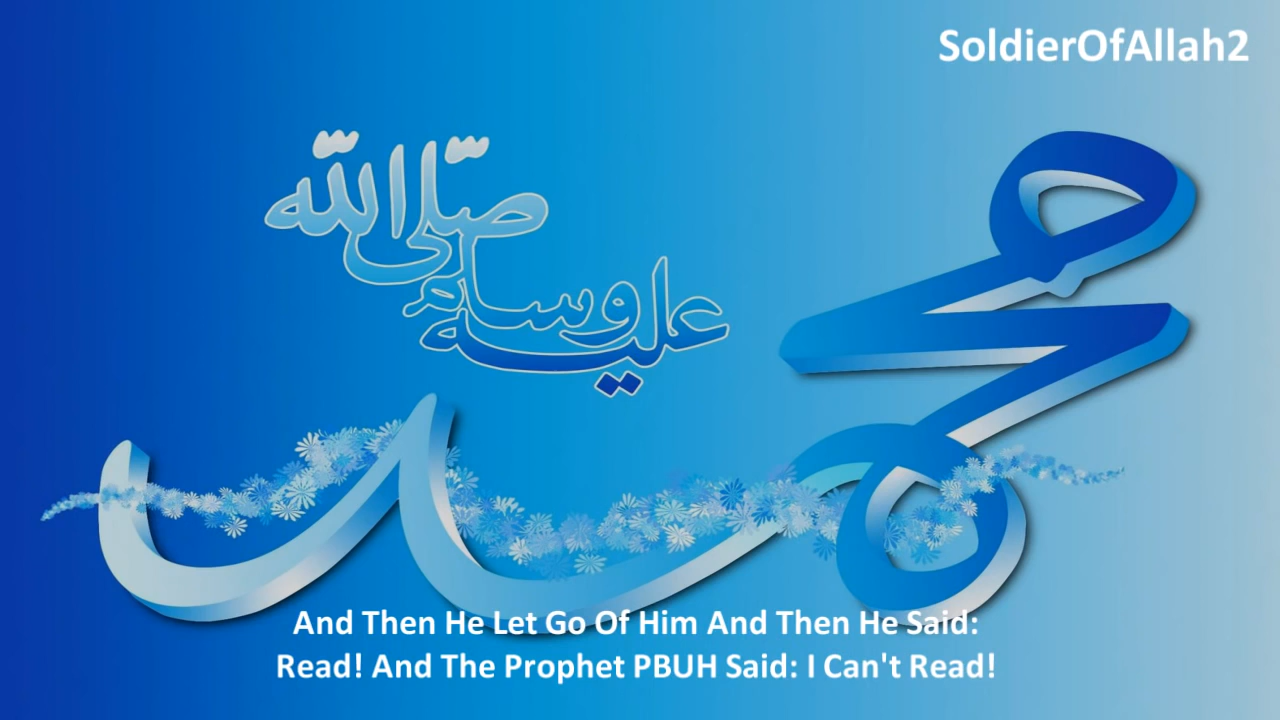 SoldierOfAllah2
صلى الله
عليه وسلم
محمد
And Then He Let Go Of Him And Then He Said:
Read! And The Prophet PBUH Said: I Can't Read!